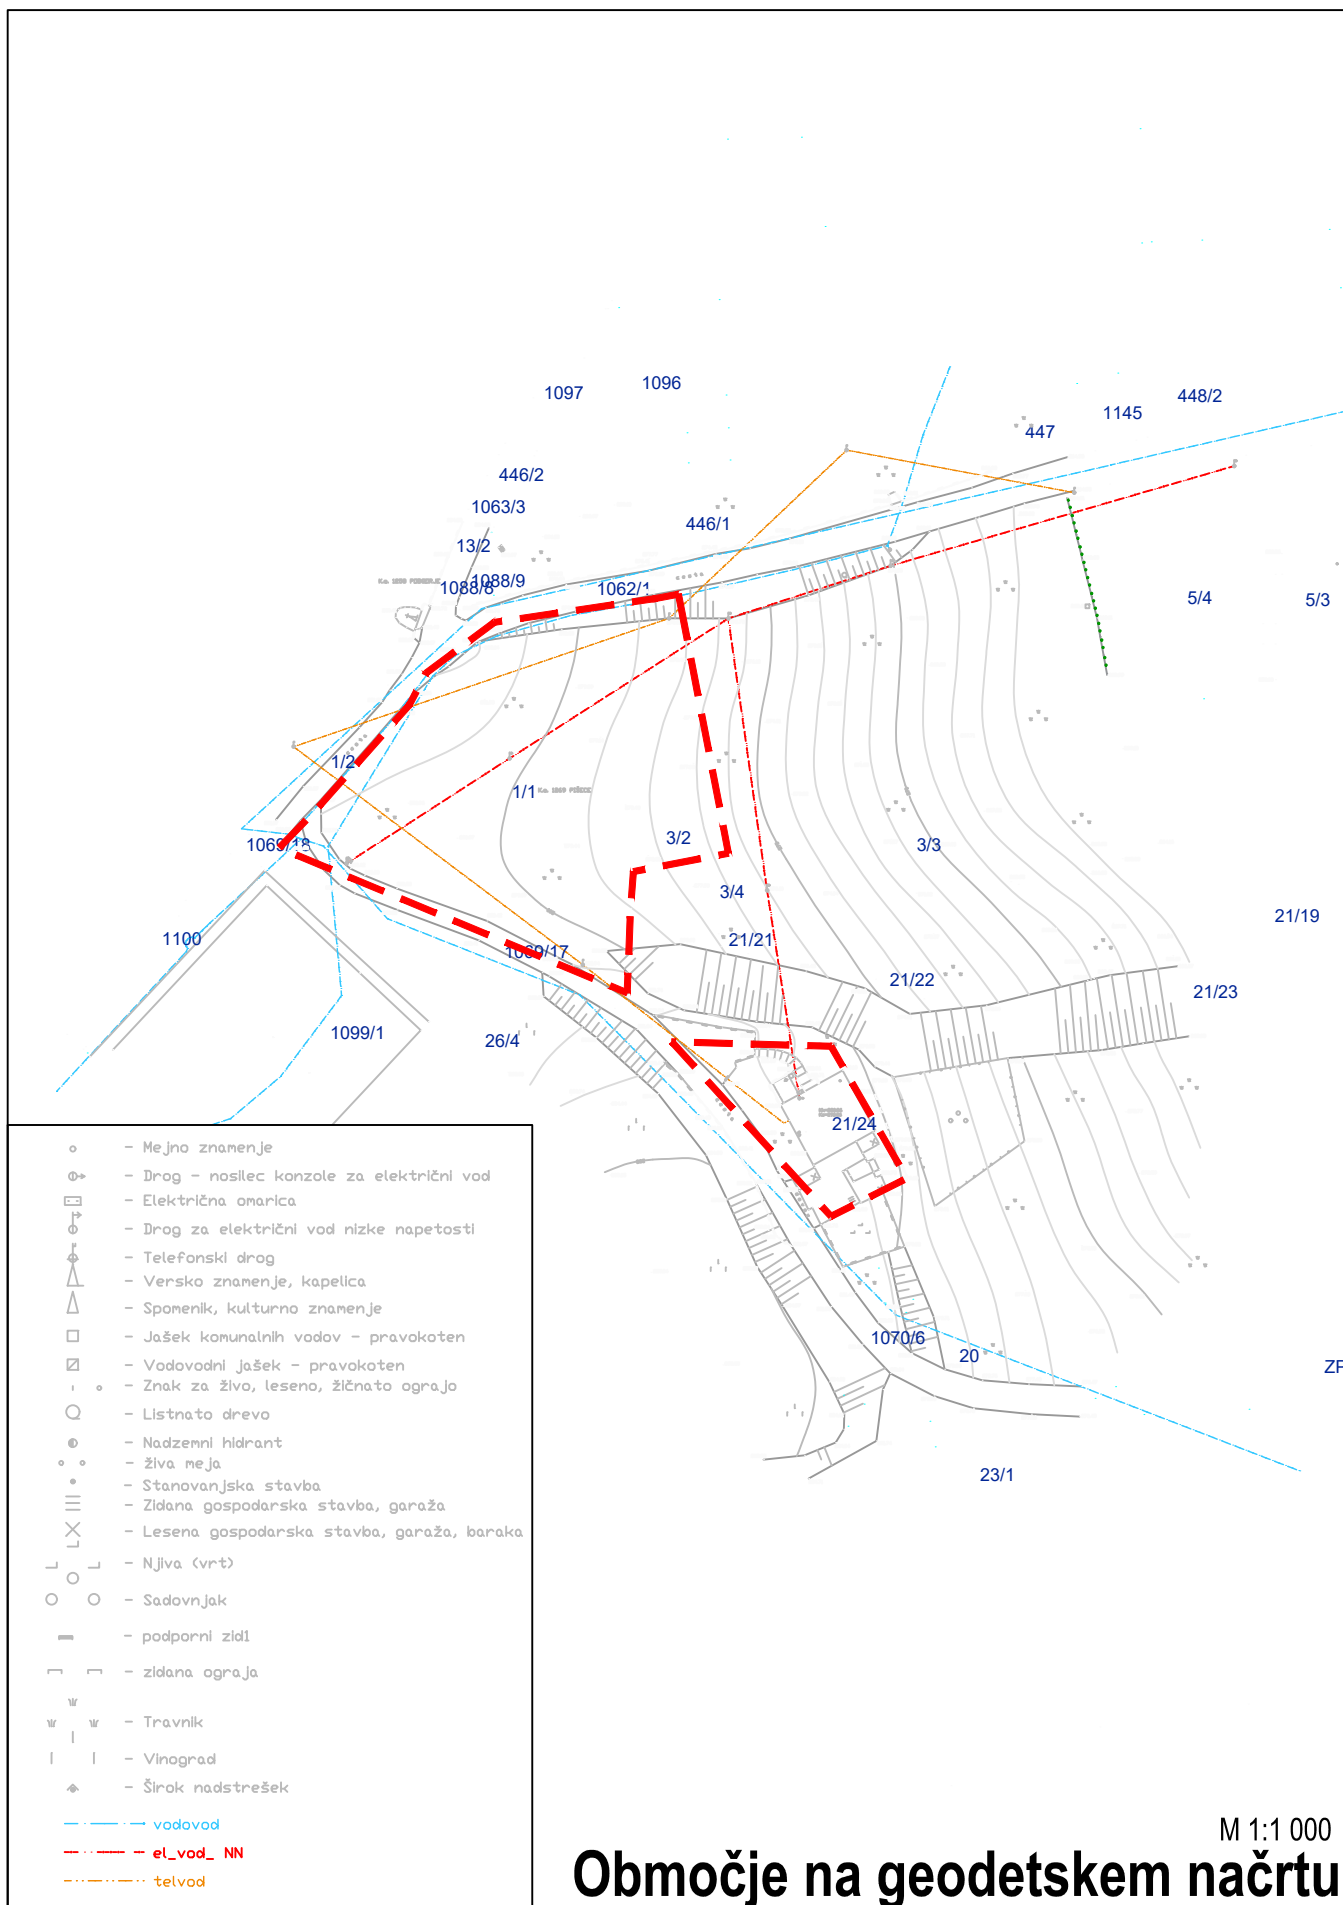 1097
1096
448/2
1145
447
446/2
1063/3
446/1
13/2
1088/9
1088/8
1062/1
5/4
5/3
1/2
1/1
3/2
3/3
1069/18
3/4
21/19
1100
1069/17
21/21
21/22
21/23
1099/1
26/4
21/24
1070/6
20
ZP
23/1
- Mejno znamenje
- Drog - nosilec konzole za električni vod
- Električna omarica
- Drog za električni vod nizke napetosti
- Telefonski drog
- Versko znamenje, kapelica
- Spomenik, kulturno znamenje
- Jašek komunalnih vodov - pravokoten
- Vodovodni jašek - pravokoten
- Znak za živo, leseno, žičnato ograjo
- Listnato drevo
- Nadzemni hidrant
- živa meja
- Stanovanjska stavba
- Zidana gospodarska stavba, garaža
- Lesena gospodarska stavba, garaža, baraka
- Njiva (vrt)
- Sadovnjak
- podporni zid1
- zidana ograja
- Travnik
- Vinograd
- Širok nadstrešek
vodovod
el_vod_ NN
telvod
M 1:1 000
Območje na geodetskem načrtu